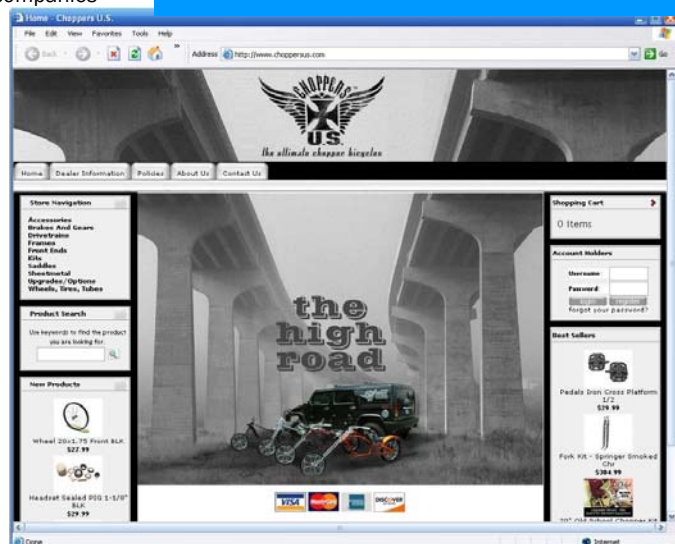 companies
Home - Choppers U.S.
File Edit View Favorites Tools Help
Back
Address http://www.choppersus.com
Go
CHOPPERS
U.S.
the ultimate chopper bicycles
Home Dealer Information Policies About Us Contact Us
Store Navigation
Accessories
Brakes And Gears
Drivetrains
Frames
Front Ends
Kits
Saddles
Sheetmetal
Upgrades/Options
Wheels, Tires, Tubes
Product Search
Use keywords to find the product
you are looking for.
New Products
Wheel 20x1.75 Front BLK
$27.99
Headset Sealed PIG 1-1/8"
BLK
$29.99
the
high
road
VISA MasterCard DISCOVER
Shopping Cart
0 Items
Account Holders
Username:
Password:
login register
forgot your password?
Best Sellers
Pedals Iron Cross Platform
1/2
$29.99
Fork Kit - Springer Smoked
Chr
$384.99
20" Old School Chopper Kit
Done
Internet